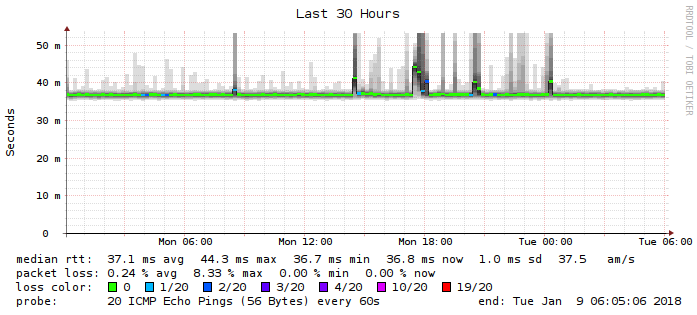 Last 30 Hours
RRDTOOL / TOBI OETIKER
Seconds
50 m
40 m
30 m
20 m
10 m
0
Mon 06:00 Mon 12:00 Mon 18:00 Tue 00:00 Tue 06:00
median rtt: 37.1 ms avg 44.3 ms max 36.7 ms min 36.8 ms now 1.0 ms sd 37.5 am/s
packet loss: 0.24 % avg 8.33 % max 0.00 % min 0.00 % now
loss color: 0 1/20 2/20 3/20 4/20 10/20 19/20
probe: 20 ICMP Echo Pings (56 Bytes) every 60s end: Tue Jan 9 06:05:06 2018